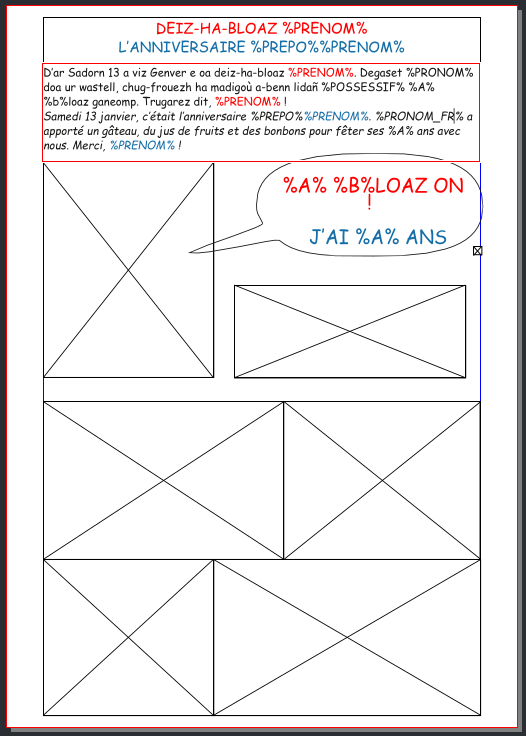 DEIZ-HA-BLOAZ %PRENOM%
L'ANNIVERSAIRE %PREPO%%PRENOM%
D'ar Sadorn 13 a viz Genver e oa deiz-ha-bloaz %PRENOM%. Degaset %PRONOM%
doa ur wastell, chug-frouezh ha madigoù a-benn lidañ %POSSESSIF% %A%
%b%loaz ganeomp. Trugarez dit, %PRENOM% !
Samedi 13 janvier, c'était l'anniversaire %PREPO%%PRENOM%. %PRONOM_FR% a
apporté un gâteau, du jus de fruits et des bonbons pour fêter ses %A% ans avec
nous. Merci, %PRENOM% !
%A% %B%LOAZ ON
!
J'AI %A% ANS